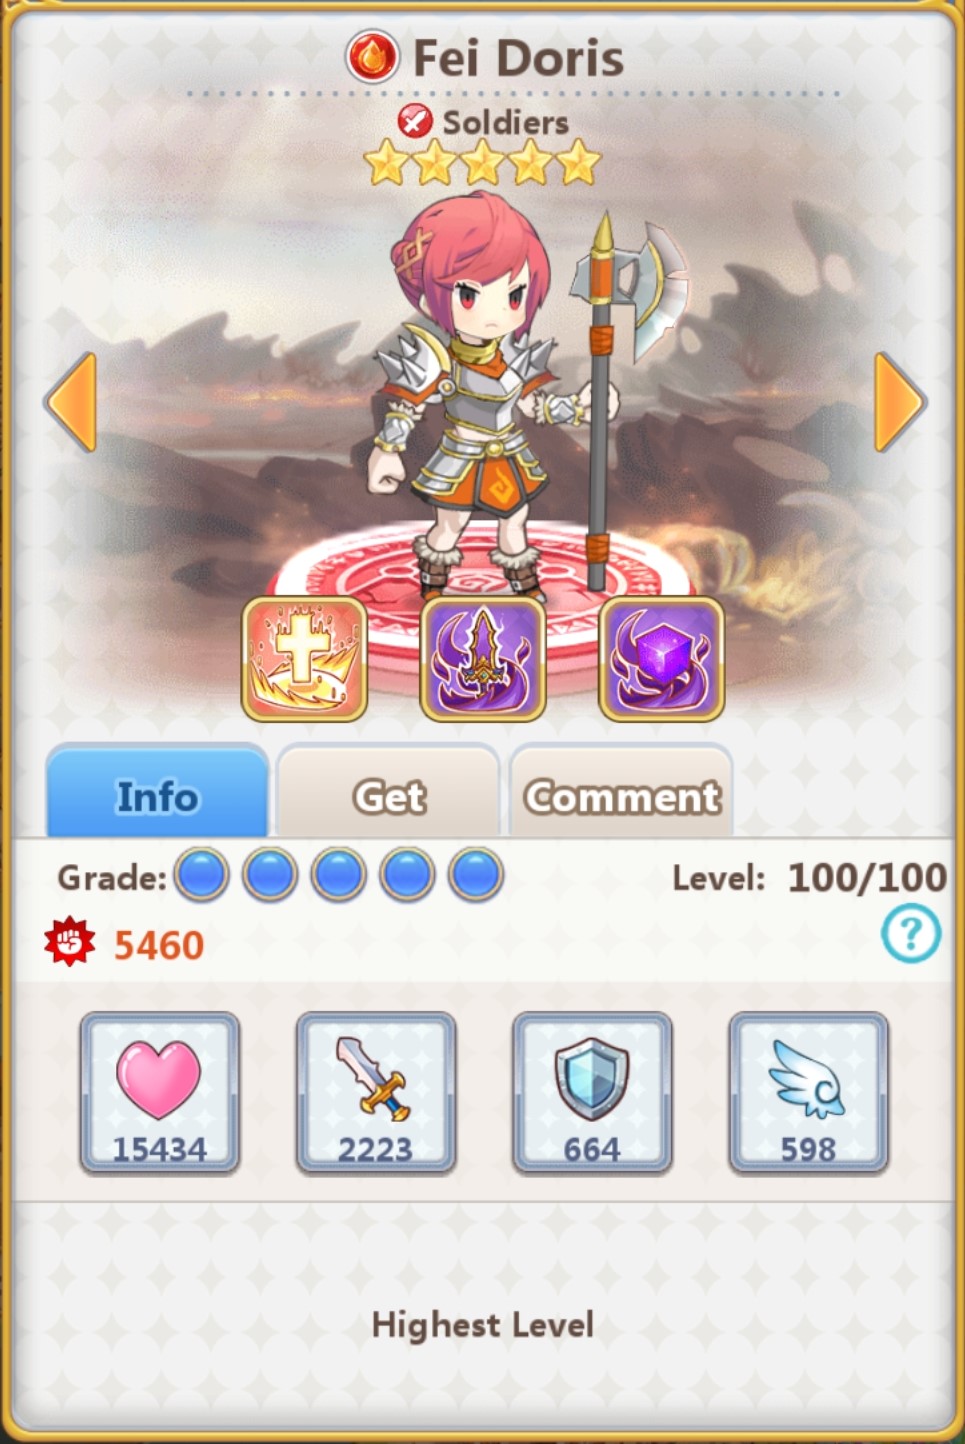 Fei Doris
Soldiers
Info
Get
Comment
Grade:
Level: 100/100
5460
?
15434
2223
664
598
Highest Level